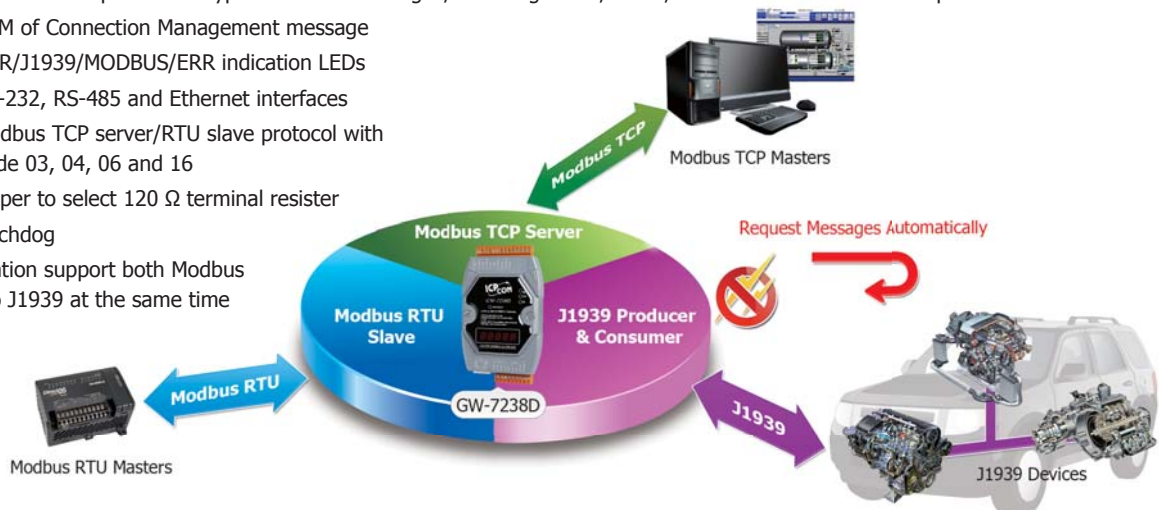 M of Connection Management message
R/J1939/MODBUS/ERR indication LEDs
-232, RS-485 and Ethernet interfaces
dbus TCP server/RTU slave protocol with
de 03, 04, 06 and 16
per to select 120 Ω terminal resister
chdog
ation support both Modbus
J1939 at the same time
Modbus TCP
Modbus TCP Masters
Modbus TCP Server
Request Messages Automatically
Modbus RTU
Slave
ICP
CON
J1939 Producer
& Consumer
Modbus RTU
GW-7238D
J1939
Modbus RTU Masters
J1939 Devices